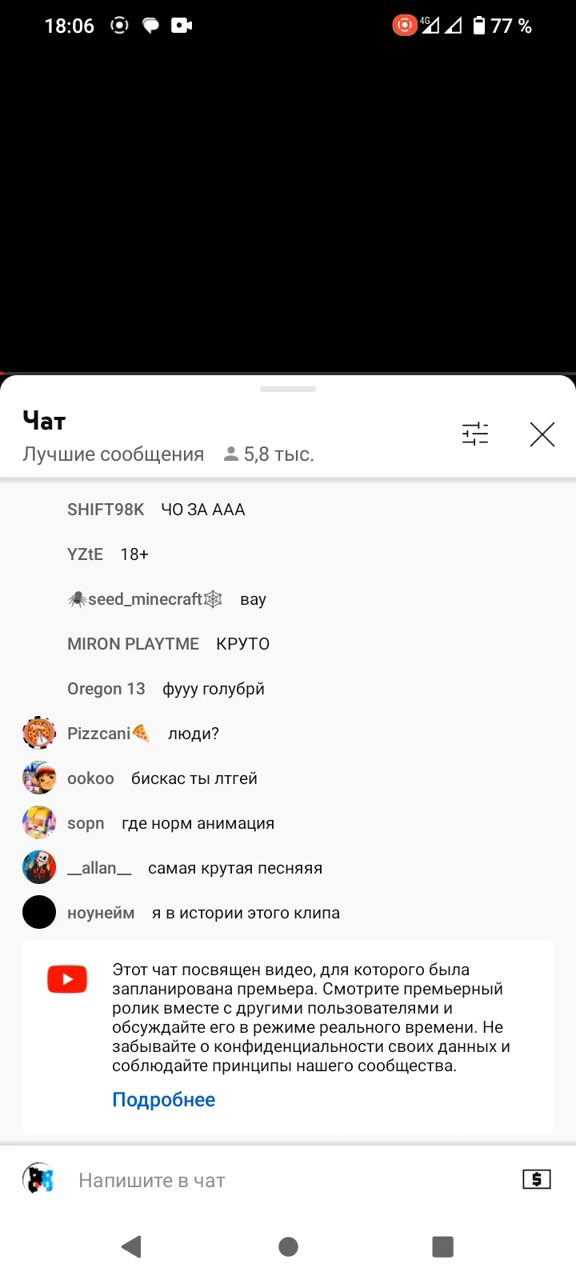 18:06 4G 77 %
Чат
Лучшие сообщения 5,8 тыс.
SHIFT98K ЧО ЗА ААА
YZtE 18+
🕷seed_minecraft🕸 вау
MIRON PLAYTME КРУТО
Oregon 13 фууу голубрй
Pizzcani🍕 люди?
ookoo бискас ты лтгей
sopn где норм анимация
__allan__ самая крутая песняяя
ноунейм я в истории этого клипа
Этот чат посвящен видео, для которого была
запланирована премьера. Смотрите премьерный
ролик вместе с другими пользователями и
обсуждайте его в режиме реального времени. Не
забывайте о конфиденциальности своих данных и
соблюдайте принципы нашего сообщества.
Подробнее
Напишите в чат